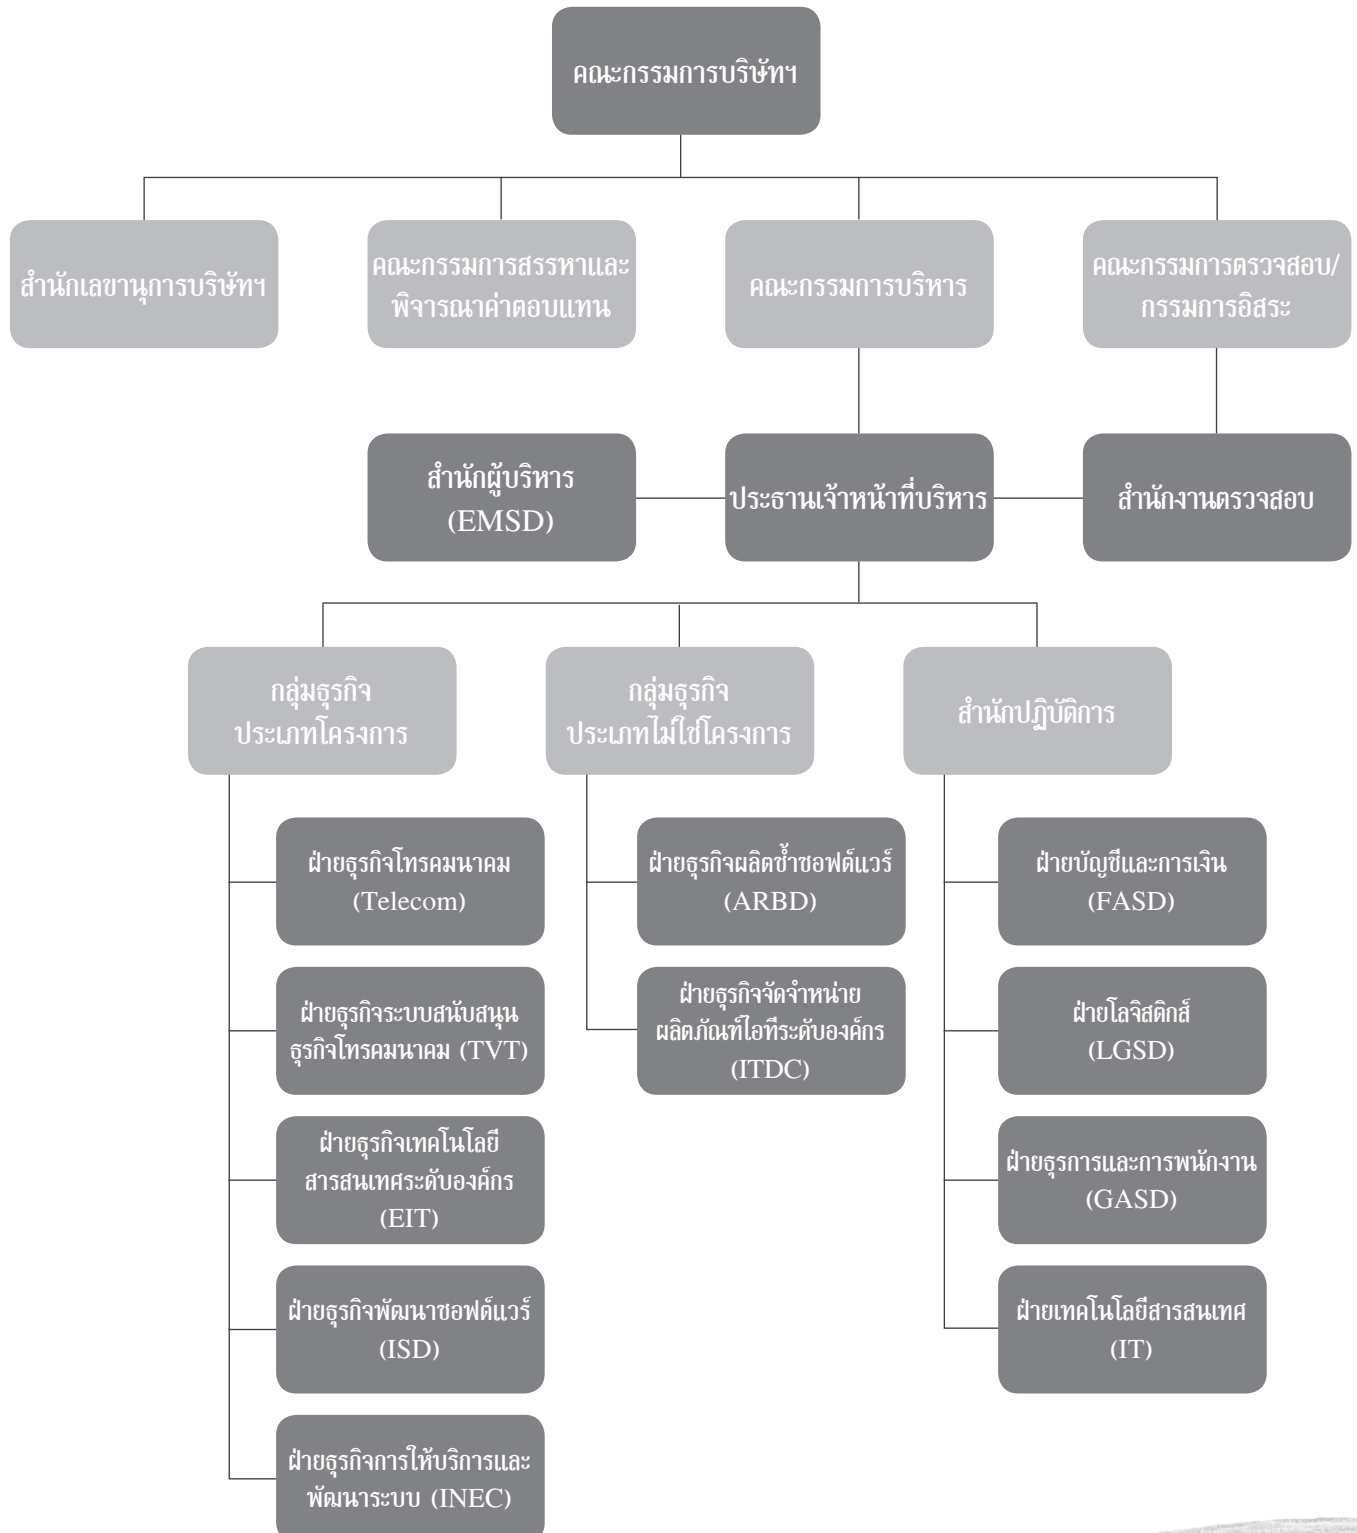 คณะกรรมการบริษัทฯ
สำนักเลขานุการบริษัทฯ
คณะกรรมการสรรหาและ
พิจารณาค่าตอบแทน
คณะกรรมการบริหาร
คณะกรรมการตรวจสอบ/
กรรมการอิสระ
สำนักผู้บริหาร
(EMSD)
ประธานเจ้าหน้าที่บริหาร
สำนักงานตรวจสอบ
กลุ่มธุรกิจ
ประเภทโครงการ
กลุ่มธุรกิจ
ประเภทไม่ใช่โครงการ
สำนักปฏิบัติการ
ฝ่ายธุรกิจโทรคมนาคม
(Telecom)
ฝ่ายธุรกิจระบบสนับสนุน
ธุรกิจโทรคมนาคม (TVT)
ฝ่ายธุรกิจเทคโนโลยี
สารสนเทศระดับองค์กร
(EIT)
ฝ่ายธุรกิจพัฒนาซอฟต์แวร์
(ISD)
ฝ่ายธุรกิจการให้บริการและ
พัฒนาระบบ (INEC)
ฝ่ายธุรกิจผลิตซ้ำซอฟต์แวร์
(ARBD)
ฝ่ายธุรกิจจัดจำหน่าย
ผลิตภัณฑ์ไอทีระดับองค์กร
(ITDC)
ฝ่ายบัญชีและการเงิน
(FASD)
ฝ่ายโลจิสติกส์
(LGSD)
ฝ่ายธุรการและการพนักงาน
(GASD)
ฝ่ายเทคโนโลยีสารสนเทศ
(IT)